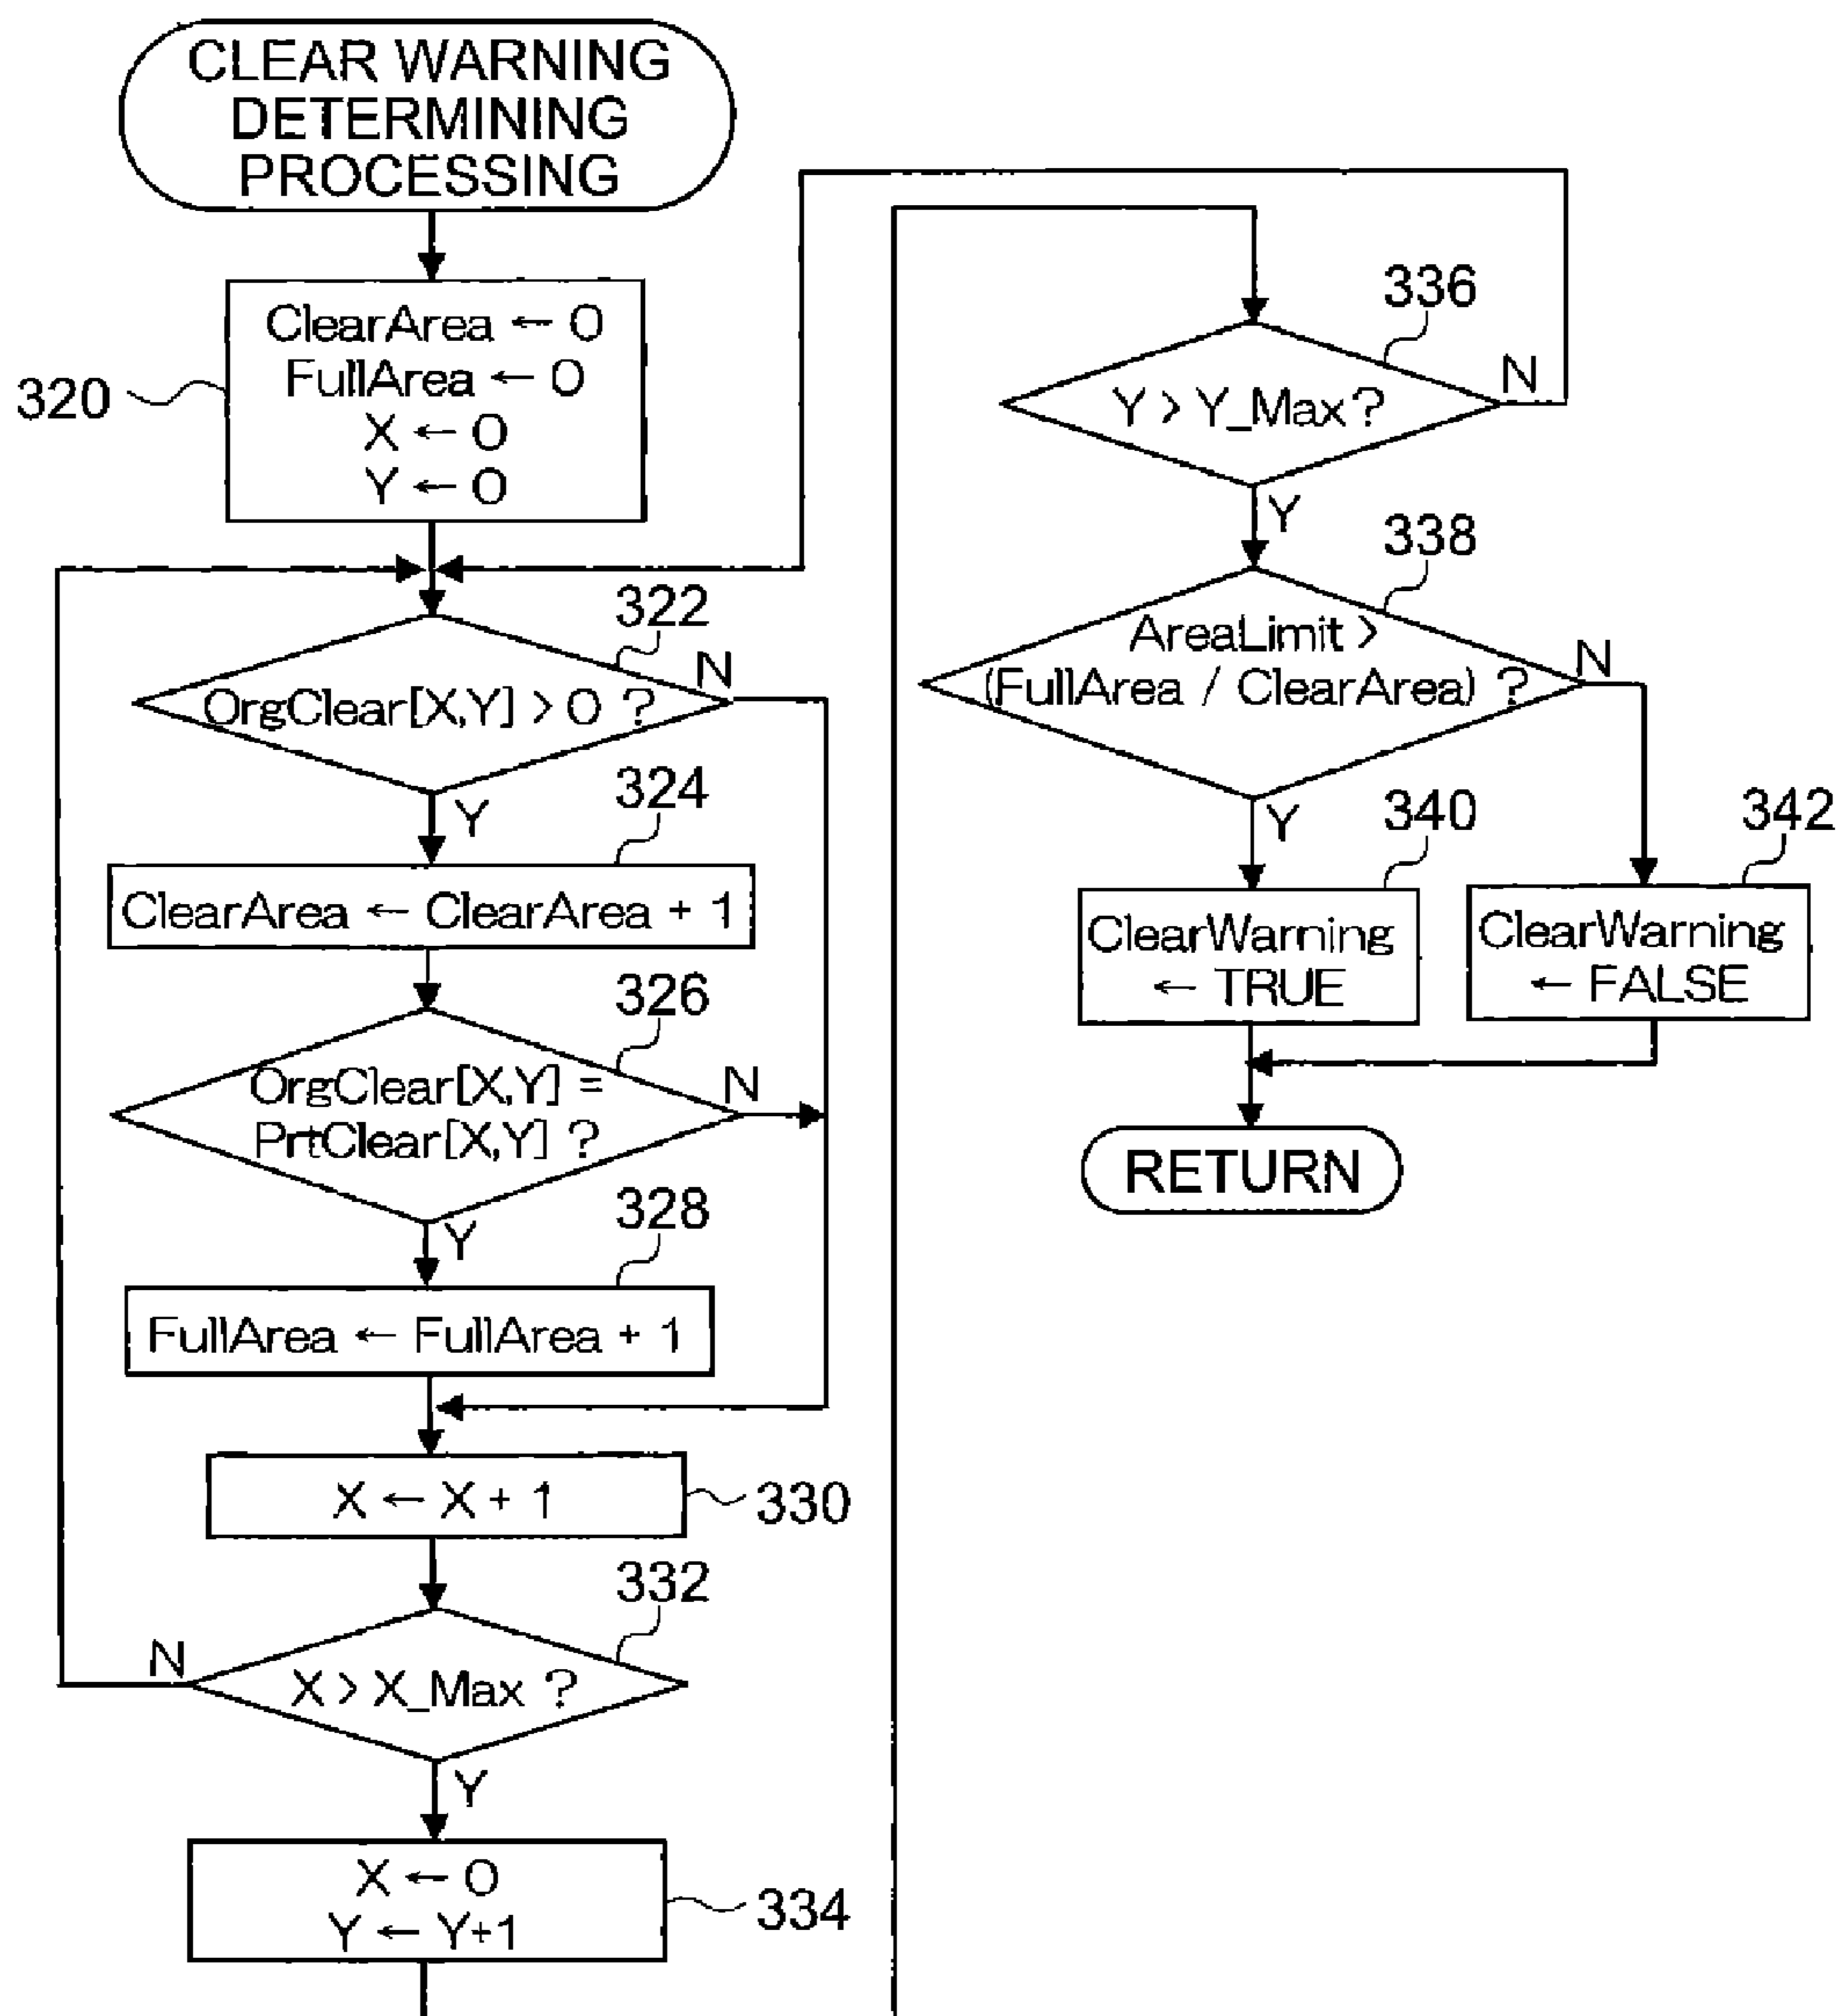 CLEAR WARNING
DETERMINING
PROCESSING
320
ClearArea ← 0
FullArea ← 0
X ← 0
Y ← 0
322
OrgClear[X,Y] > 0 ?
N
Y
324
ClearArea ← ClearArea + 1
326
OrgClear[X,Y] =
PrtClear[X,Y] ?
N
Y
328
FullArea ← FullArea + 1
X ← X + 1
330
332
N
X > X_Max ?
Y
X ← 0
Y ← Y+1
334
336
Y > Y_Max ?
N
Y
338
AreaLimit >
(FullArea / ClearArea) ?
N
Y
340
ClearWarning
← TRUE
342
ClearWarning
← FALSE
RETURN